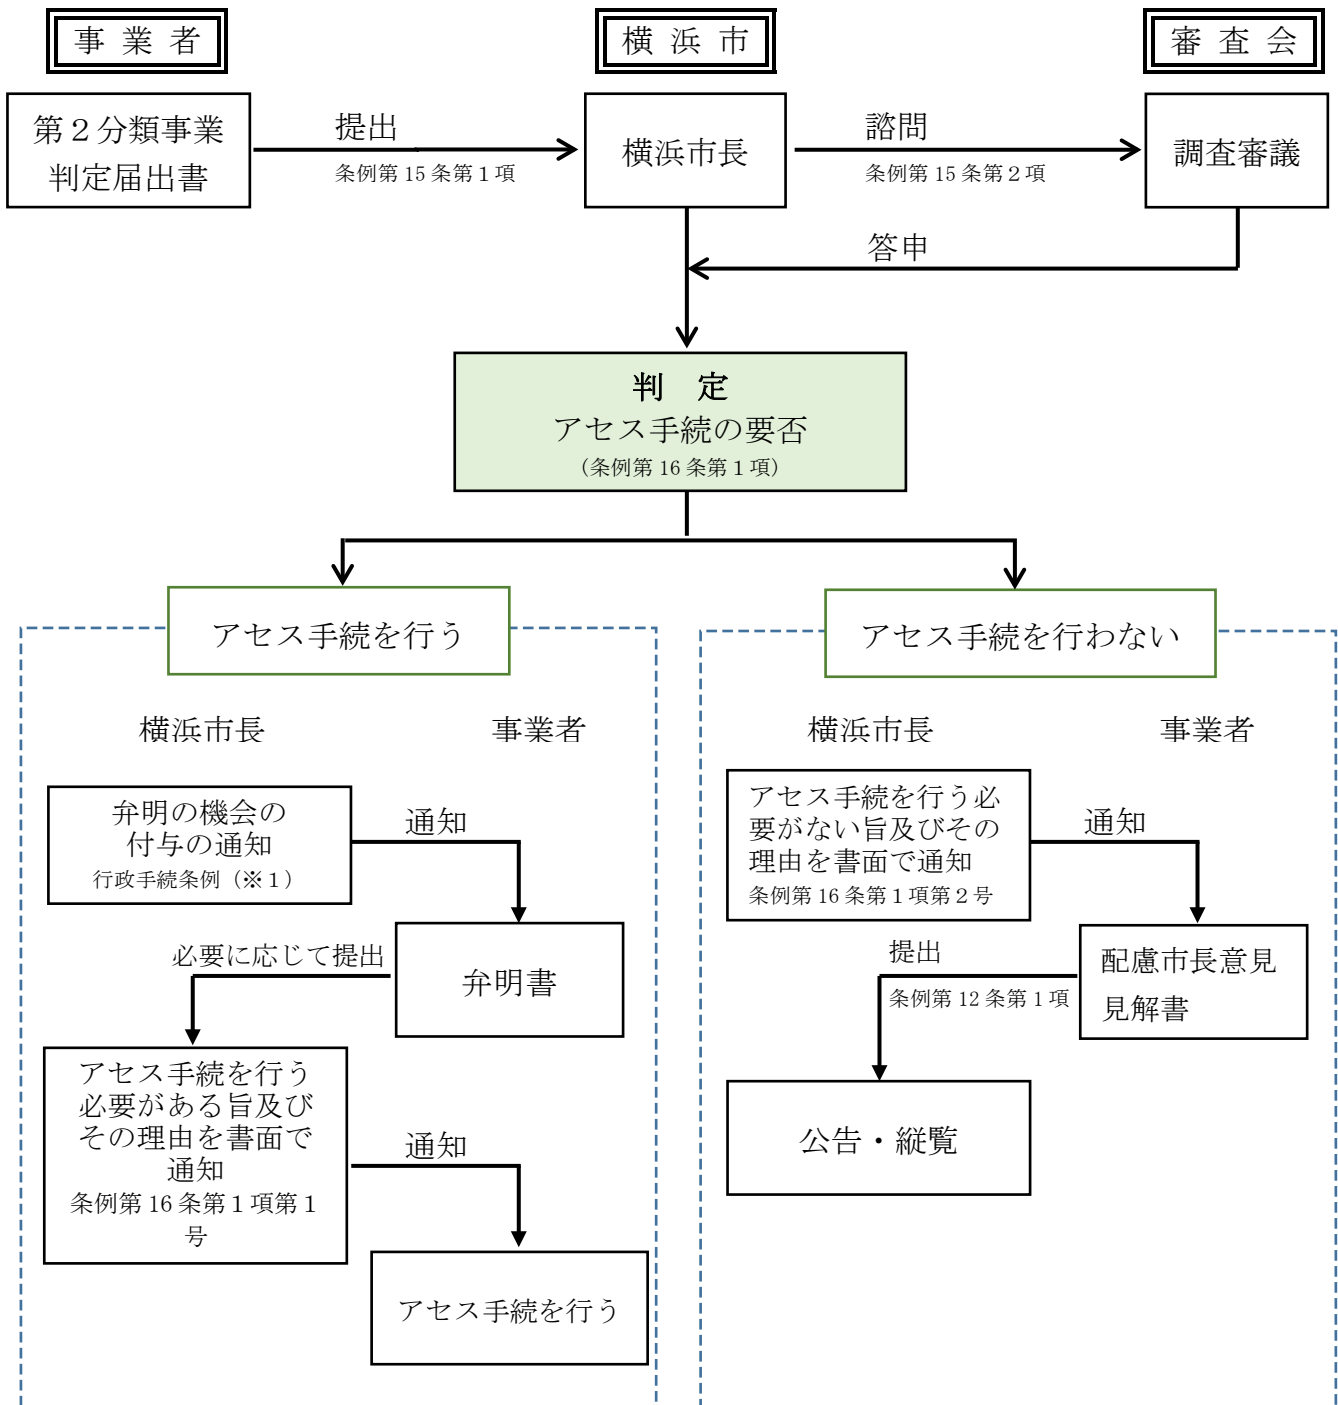 事 業 者
横 浜 市
審 査 会
第２分類事業
判定届出書
提出
条例第 15 条第１項
横浜市長
諮問
条例第 15 条第２項
調査審議
答申
判　定
アセス手続の要否
（条例第 16 条第１項）
アセス手続を行う
横浜市長
事業者
弁明の機会の
付与の通知
行政手続条例（※１）
通知
弁明書
必要に応じて提出
アセス手続を行う
必要がある旨及び
その理由を書面で
通知
条例第 16 条第１項第１
号
通知
アセス手続を行う
アセス手続を行わない
横浜市長
事業者
アセス手続を行う必
要がない旨及びその
理由を書面で通知
条例第 16 条第１項第２号
通知
配慮市長意見
見解書
提出
条例第 12 条第１項
公告・縦覧